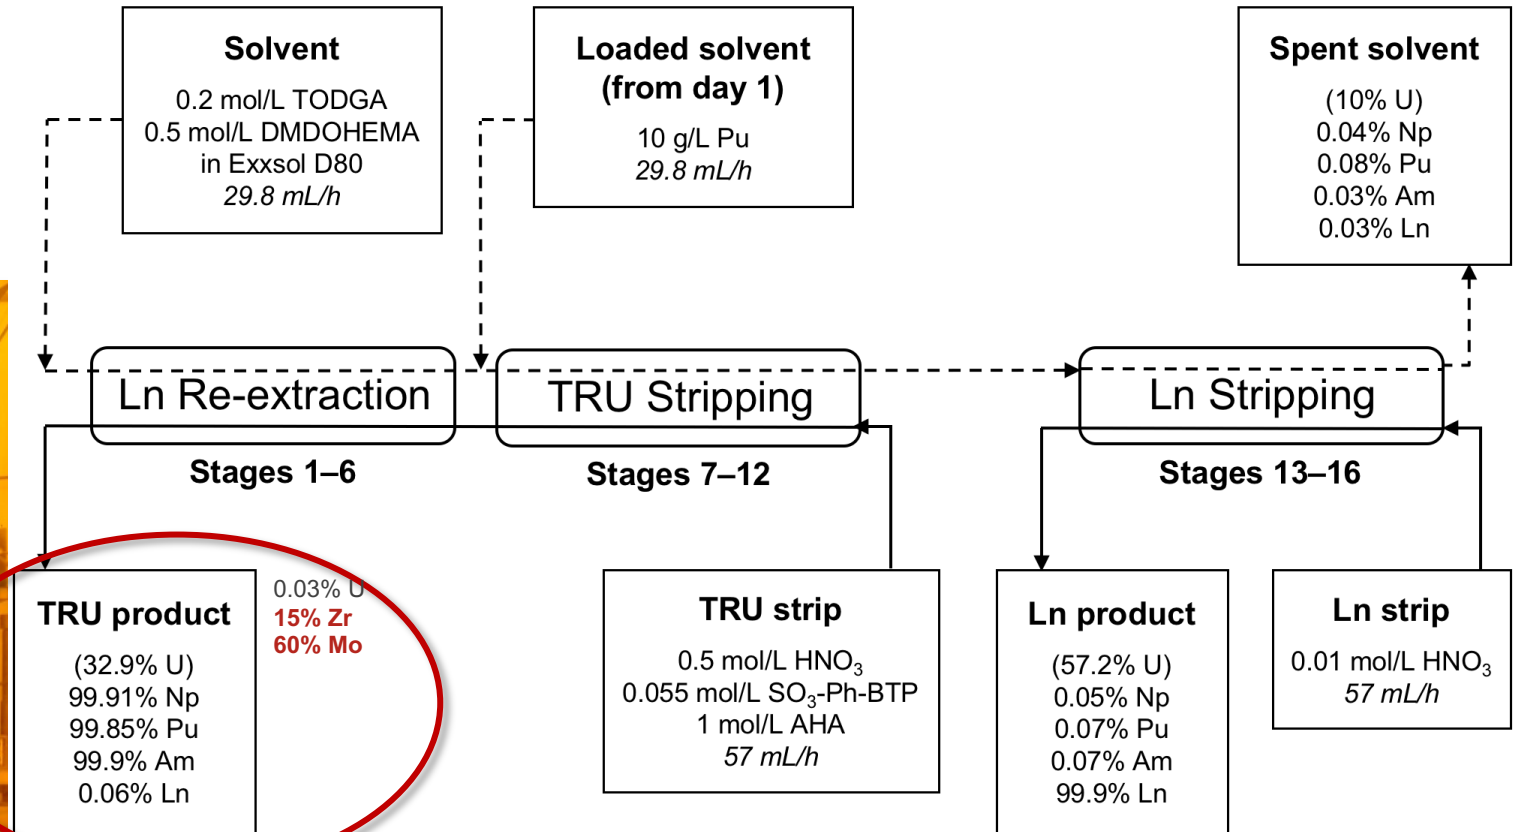 Solvent
0.2 mol/L TODGA
0.5 mol/L DMDOHEMA
in Exxsol D80
29.8 mL/h
Loaded solvent
(from day 1)
10 g/L Pu
29.8 mL/h
Spent solvent
(10% U)
0.04% Np
0.08% Pu
0.03% Am
0.03% Ln
Ln Re-extraction
Stages 1–6
TRU Stripping
Stages 7–12
Ln Stripping
Stages 13–16
TRU product
(32.9% U)
99.91% Np
99.85% Pu
99.9% Am
0.06% Ln
0.03% U
15% Zr
60% Mo
TRU strip
0.5 mol/L HNO₃
0.055 mol/L SO₃-Ph-BTP
1 mol/L AHA
57 mL/h
Ln product
(57.2% U)
0.05% Np
0.07% Pu
0.07% Am
99.9% Ln
Ln strip
0.01 mol/L HNO₃
57 mL/h